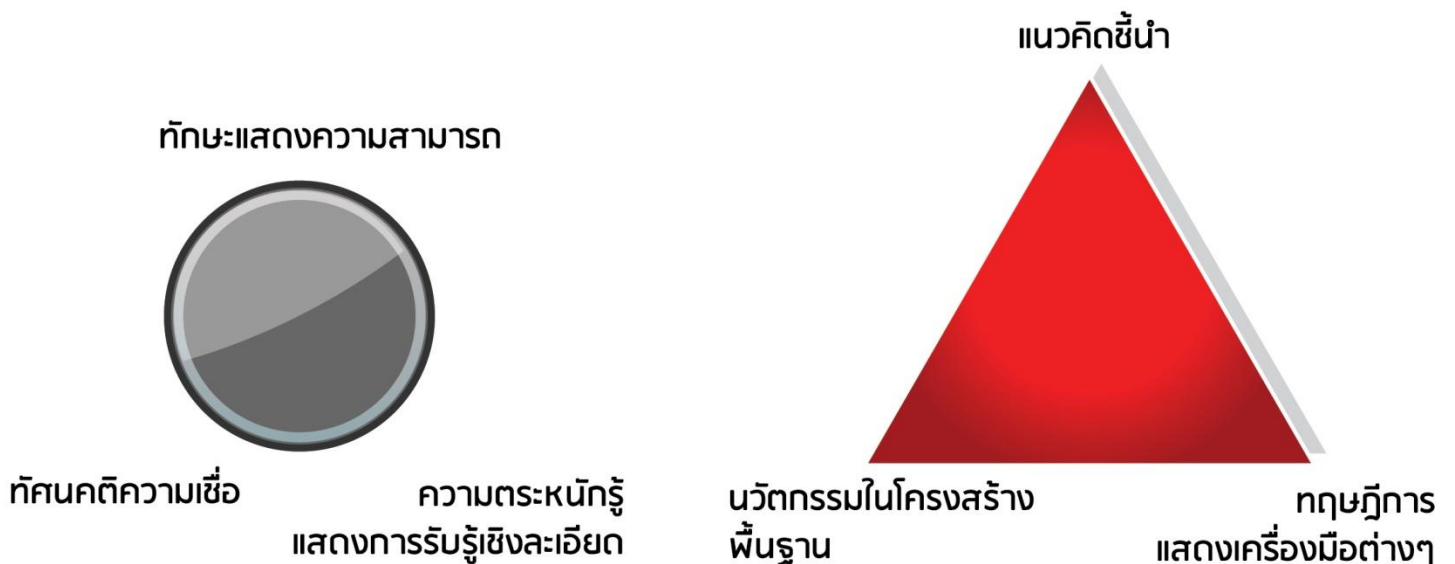 แนวคิดชี้นำ
ทักษะแสดงความสามารถ
ทัศนคติความเชื่อ
ความตระหนักรู้
แสดงการรับรู้เชิงละเอียด
นวัตกรรมในโครงสร้าง
พื้นฐาน
ทฤษฎีการ
แสดงเครื่องมือต่างๆ